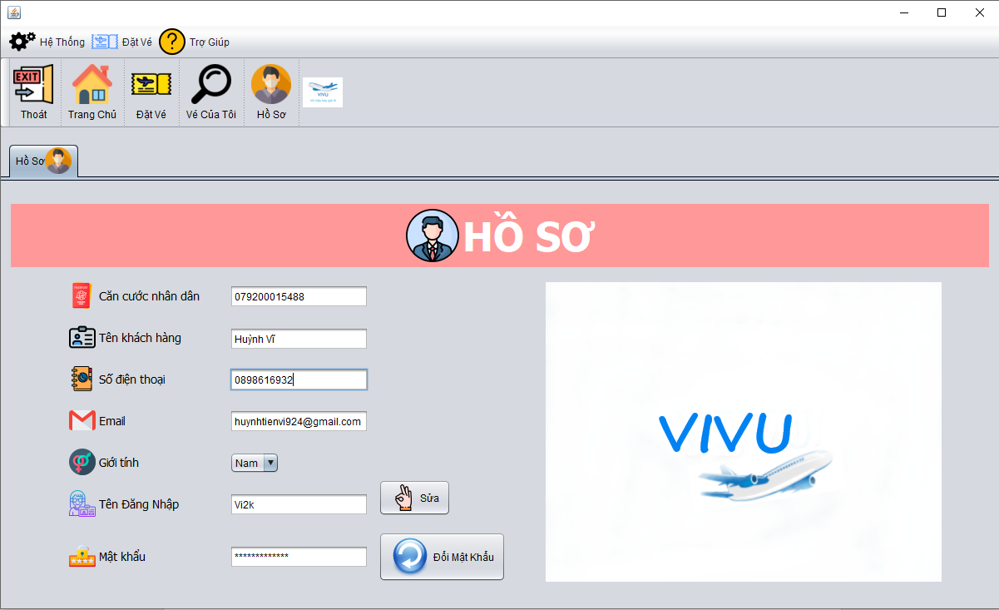 Hệ Thống Đặt Vé Trợ Giúp
EXIT
VIVU
Thoát Trang Chủ Đặt Vé Vé Của Tôi Hồ Sơ
Hồ Sơ
HỒ SƠ
PASSPORT
Căn cước nhân dân 079200015488
Tên khách hàng Huỳnh Vĩ
Số điện thoại 0898616932
Email huynhtienvi924@gmail.com
Giới tính Nam
Tên Đăng Nhập Vi2k Sửa
Mật khẩu ************* Đổi Mật Khẩu
VIVU